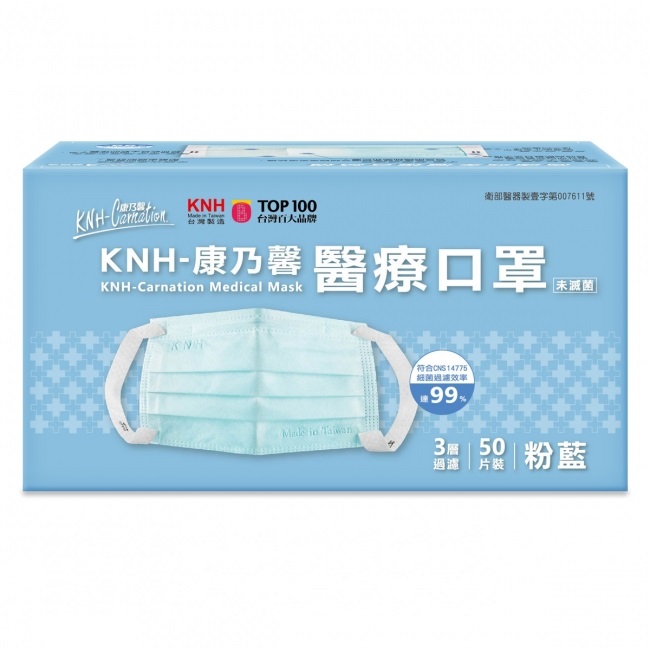 康乃馨
KNH-Carnation
KNH
Made in Taiwan
台灣製造
TOP 100
台灣百大品牌
衛部醫器製壹字第007611號
KNH-康乃馨
KNH-Carnation Medical Mask
醫療口罩
未滅菌
KNH
Made in Taiwan
符合CNS14775
細菌過濾效率
達99%
3層
過濾
50
片裝
粉藍